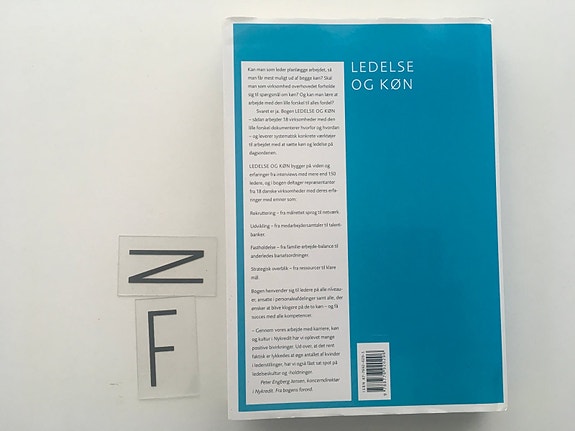 LEDELSE
OG KØN
Kan man som leder planlægge arbejdet, så
man får mest muligt ud af begge køn? Skal
man som virksomhed overhovedet forholde
sig til spørgsmål om køn? Og kan man lære at
arbejde med den lille forskel til alles fordel?
Svaret er ja. Bogen LEDELSE OG KØN
– sådan arbejder 18 virksomheder med den
lille forskel dokumenterer hvorfor og hvordan
– og leverer systematisk konkrete værktøjer
til arbejdet med at sætte køn og ledelse på
dagsordenen.
LEDELSE OG KØN bygger på viden og
erfaringer fra interviews med mere end 150
ledere, og i bogen deltager repræsentanter
fra 18 danske virksomheder med deres erfa-
ringer med emner som:
Rekruttering – fra målrettet sprog til netværk.
Udvikling – fra medarbejdersamtaler til talent-
banker.
Fastholdelse – fra familie-arbejde-balance til
anderledes barselsordninger.
Strategisk overblik – fra ressourcer til klare
mål.
Bogen henvender sig til ledere på alle niveau-
er, ansatte i personaleafdelinger samt alle, der
ønsker at blive klogere på de to køn – og få
succes med alle kompetencer.
– Gennem vores arbejde med karriere, køn
og kultur i Nykredit har vi oplevet mange
positive bivirkninger. Ud over, at det rent
faktisk er lykkedes at øge antallet af kvinder
i lederstillinger, har vi også fået sat spot på
ledelseskultur og -holdninger.
Peter Engberg Jensen, koncerndirektør
i Nykredit. Fra bogens forord.
Z
F